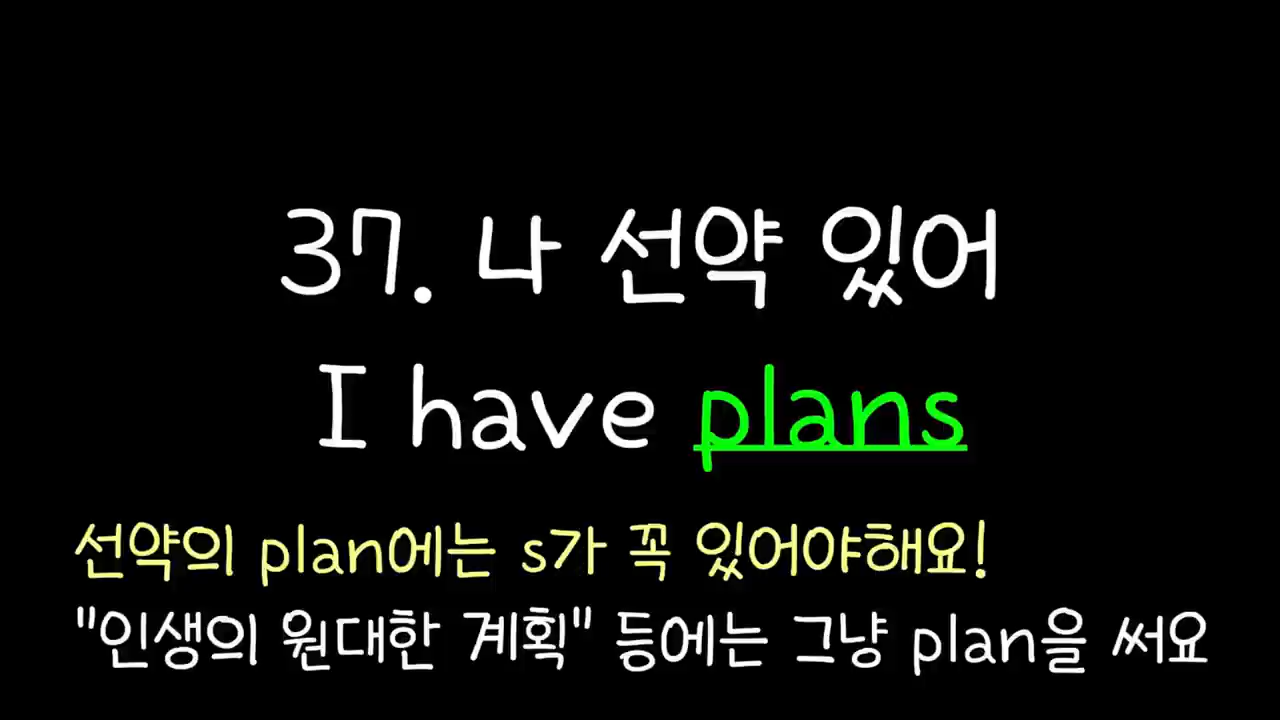 37. 나 선약 있어
I have plans
선약의 plan에는 s가 꼭 있어야해요!
"인생의 원대한 계획" 등에는 그냥 plan을 써요